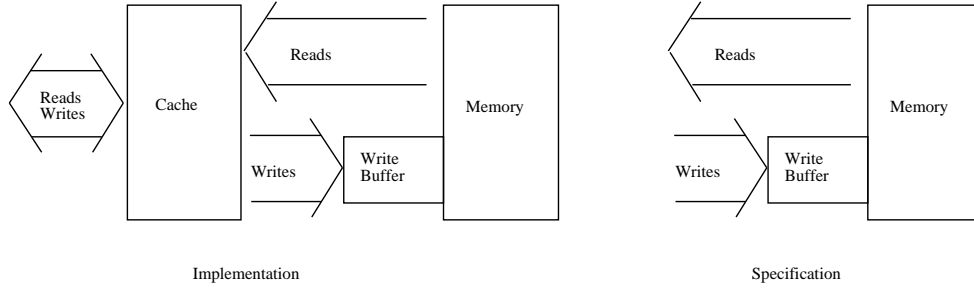 Reads
Writes
Cache
Reads
Writes
Write
Buffer
Memory
Implementation
Reads
Writes
Write
Buffer
Memory
Specification